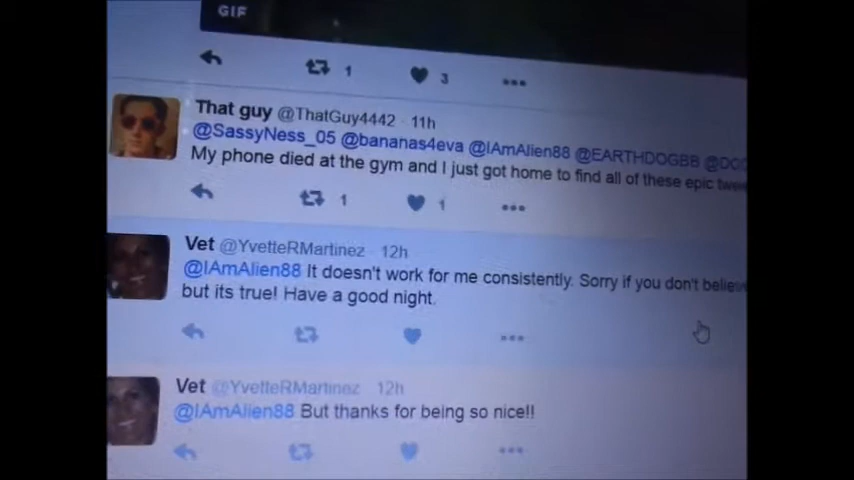 GIF
1 3
That guy @ThatGuy4442 · 11h
@SassyNess_05 @bananas4eva @IAmAlien88 @EARTHDOGBB
My phone died at the gym and I just got home to find all of these epic
1 1
Vet @YvetteRMartinez · 12h
@IAmAlien88 It doesn't work for me consistently. Sorry if you don't
but its true! Have a good night.
Vet @YvetteRMartinez 12h
@IAmAlien88 But thanks for being so nice!!